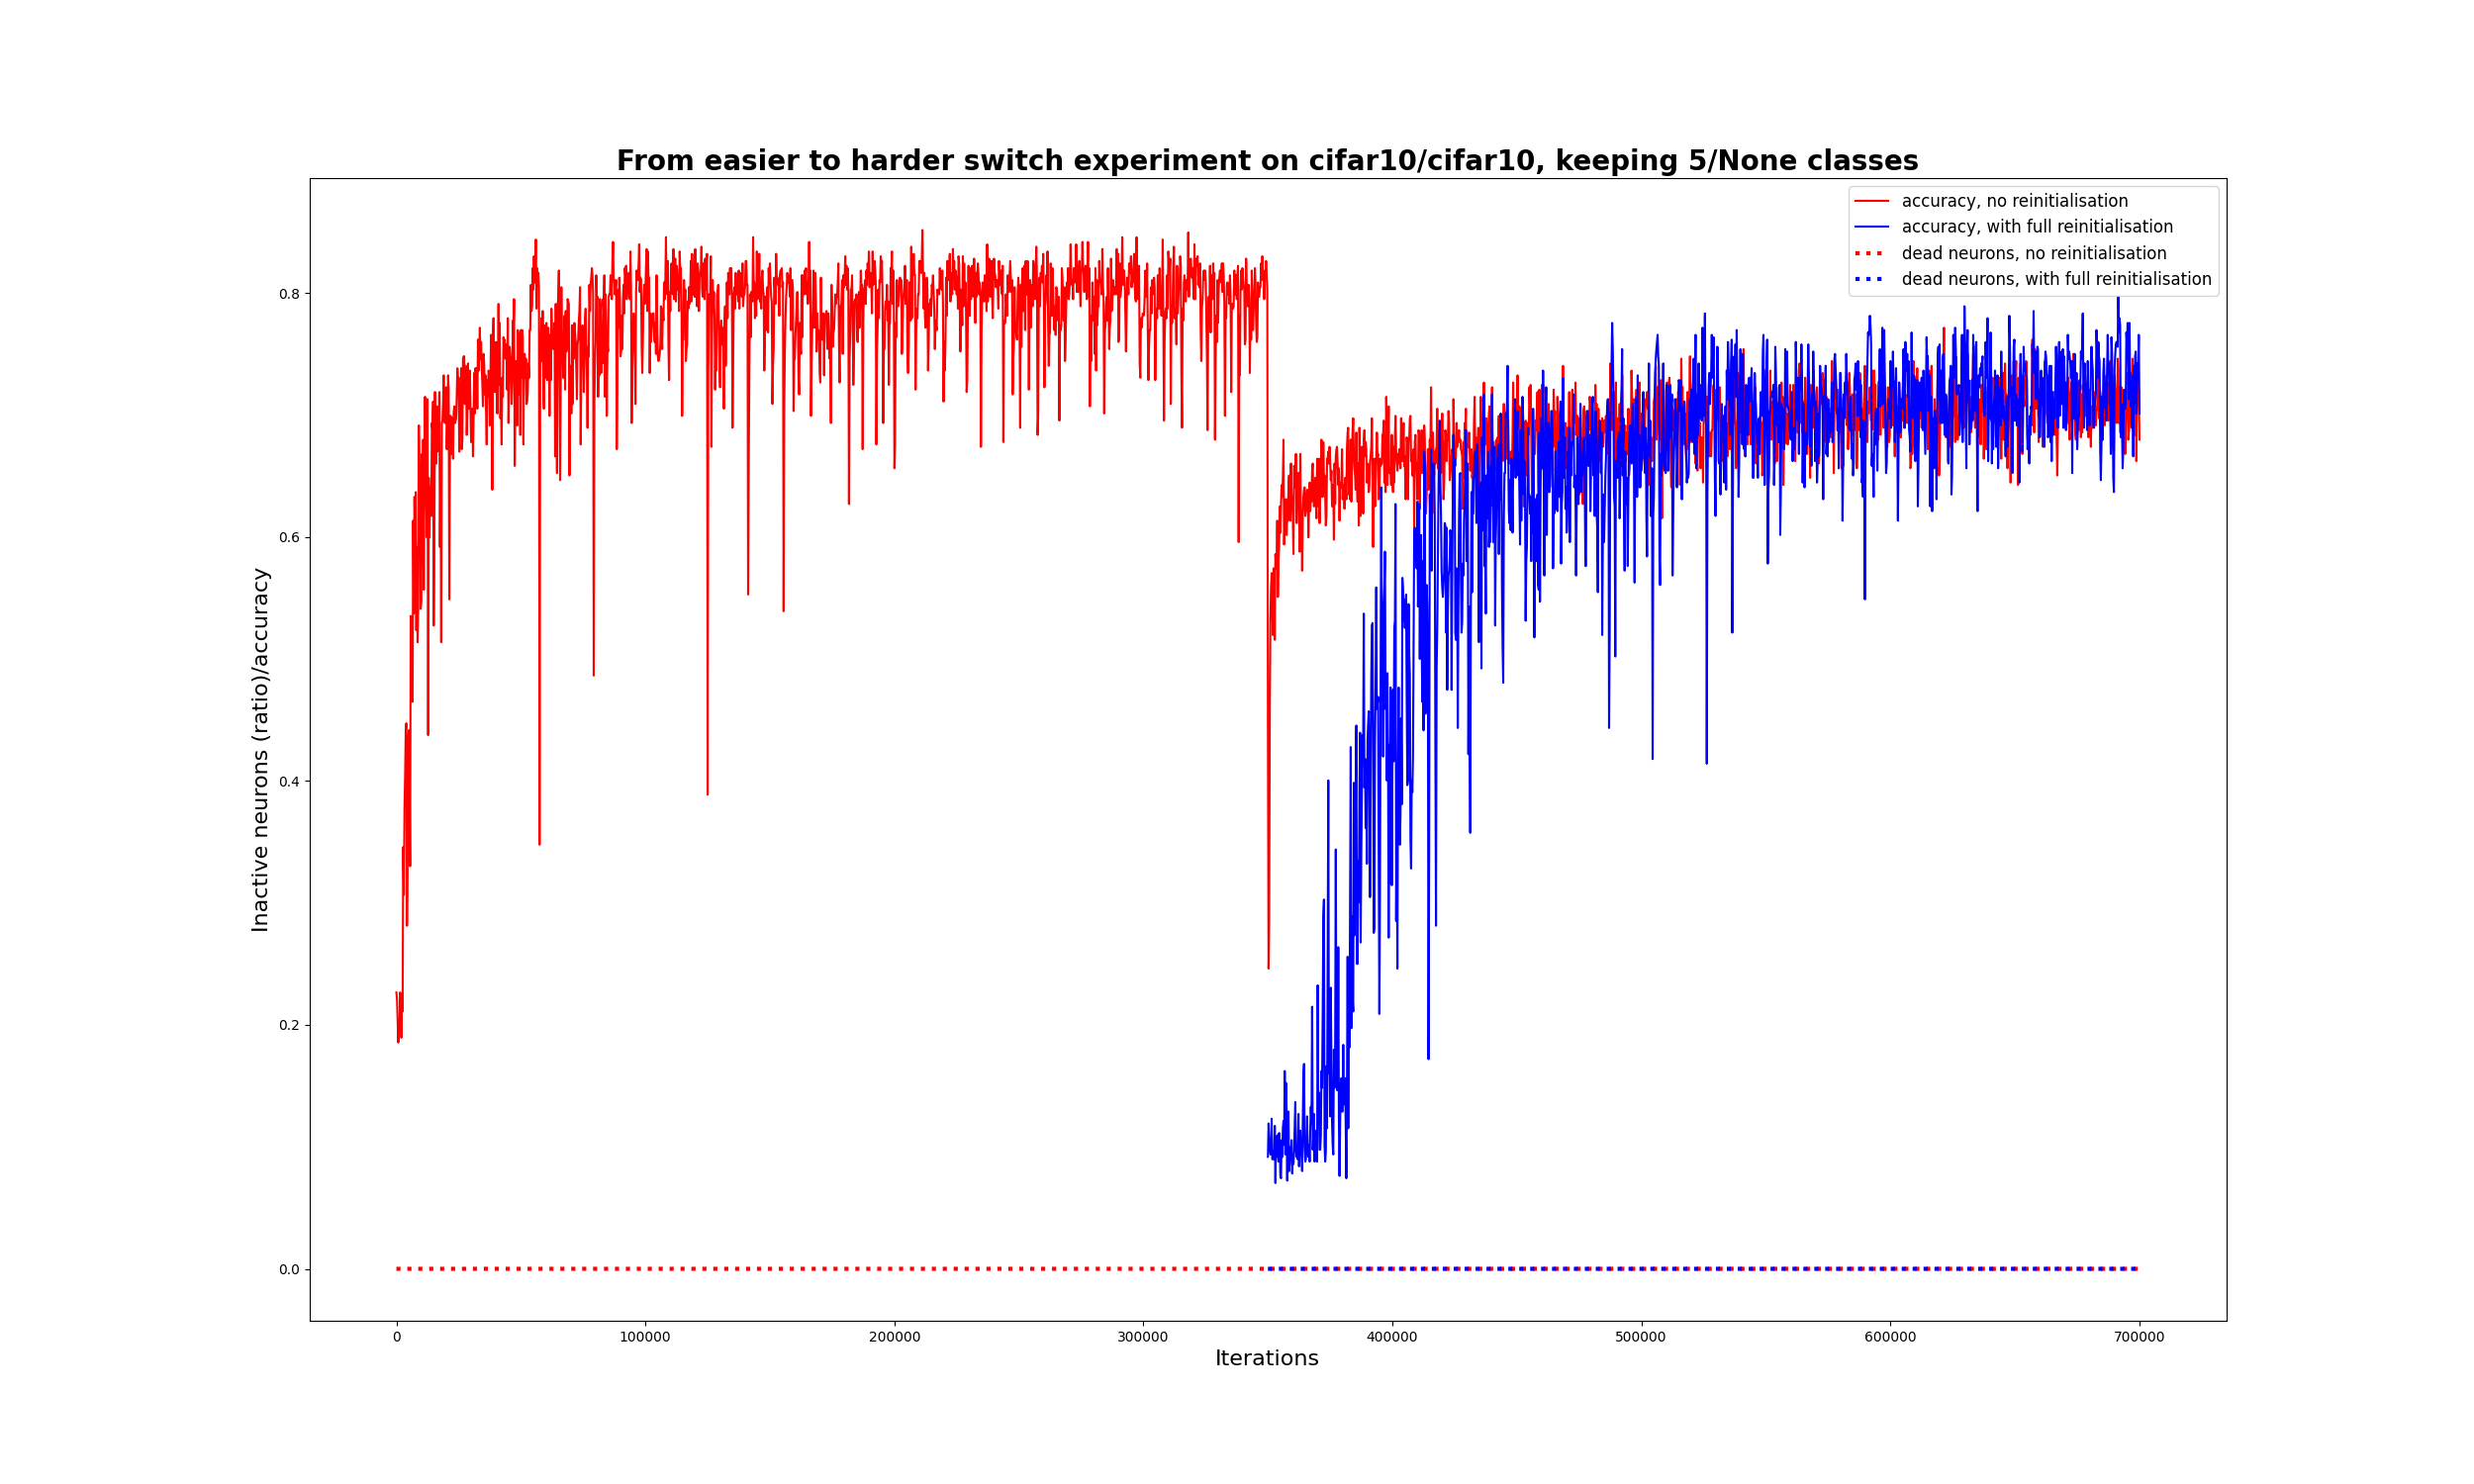 From easier to harder switch experiment on cifar10/cifar10, keeping 5/None classes
accuracy, no reinitialisation
accuracy, with full reinitialisation
dead neurons, no reinitialisation
dead neurons, with full reinitialisation
Inactive neurons (ratio)/accuracy
0.8
0.6
0.4
0.2
0.0
0 100000 200000 300000 400000 500000 600000 700000
Iterations